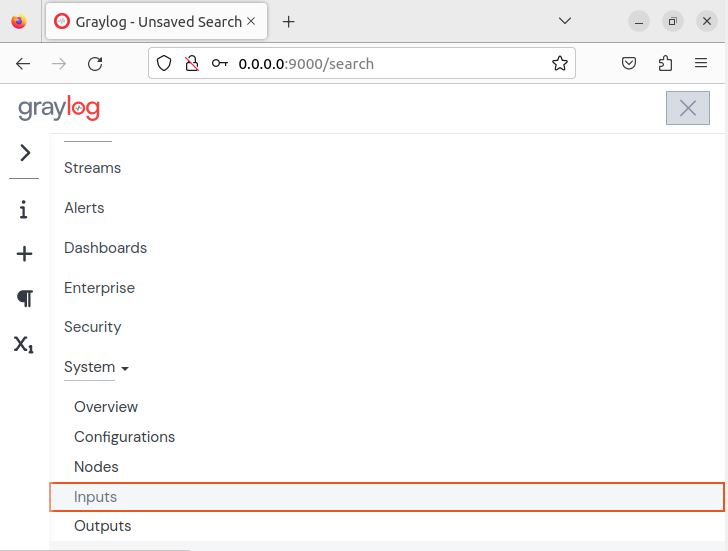 Graylog - Unsaved Search
0.0.0.0:9000/search
graylog
Streams
Alerts
Dashboards
Enterprise
Security
System
Overview
Configurations
Nodes
Inputs
Outputs
X₁